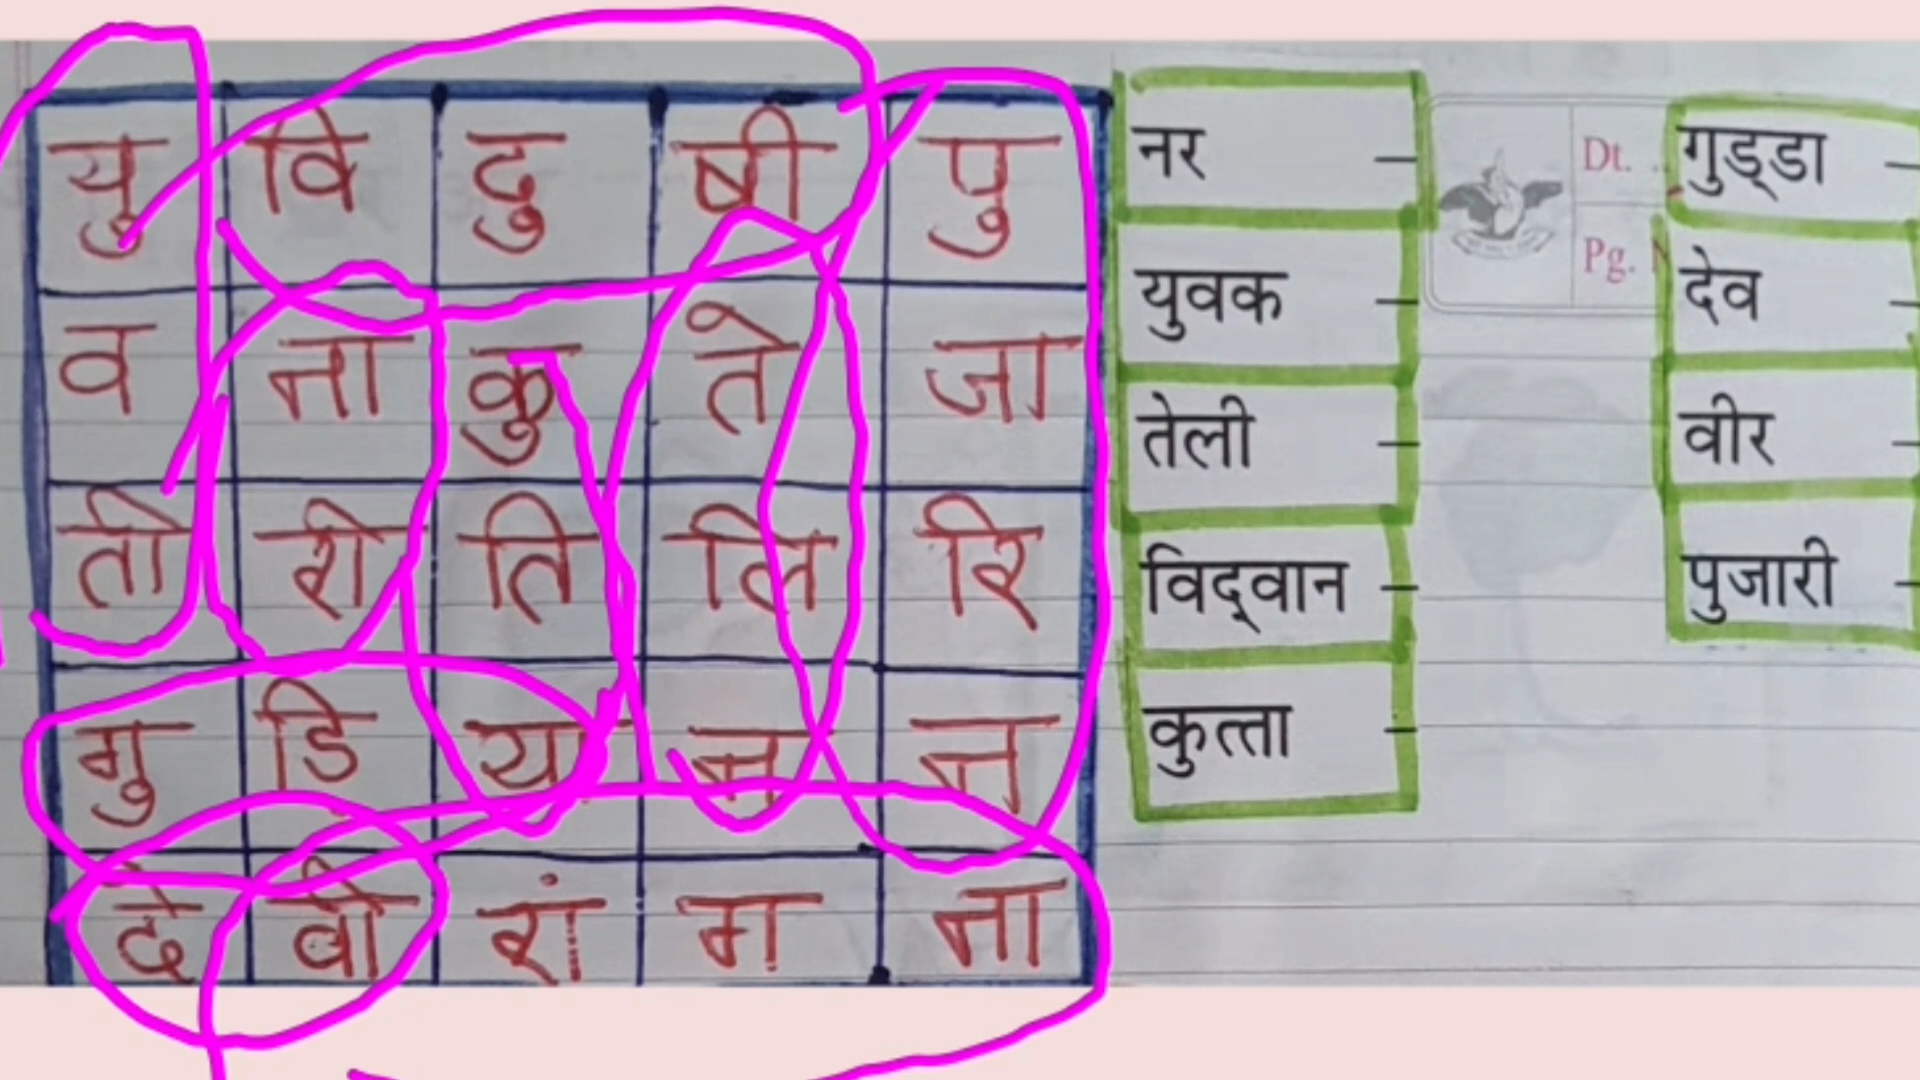 यु वि दु षी पु
व ना कु ते जा
ती री ति लि रि
गु डि या न न
दे वी रां ग ना
नर –
युवक –
तेली –
विद्वान –
कुत्ता –
Dt.
Pg.
गुड्डा –
देव –
वीर –
पुजारी –